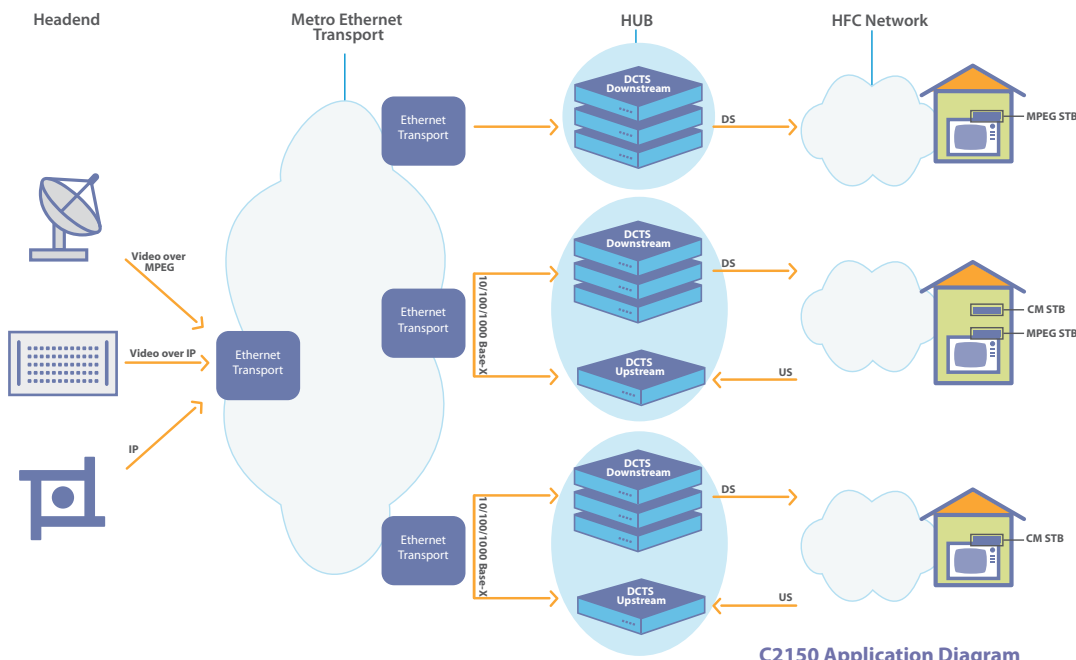 Headend
Metro Ethernet
Transport
HUB
HFC Network
DCTS
Downstream
Ethernet
Transport
DS
MPEG STB
Video over
MPEG
Video over IP
IP
Ethernet
Transport
Ethernet
Transport
10/100/1000 Base-X
DCTS
Downstream
DS
DCTS
Upstream
US
CM STB
MPEG STB
Ethernet
Transport
10/100/1000 Base-X
DCTS
Downstream
DS
DCTS
Upstream
US
CM STB
C2150 Application Diagram